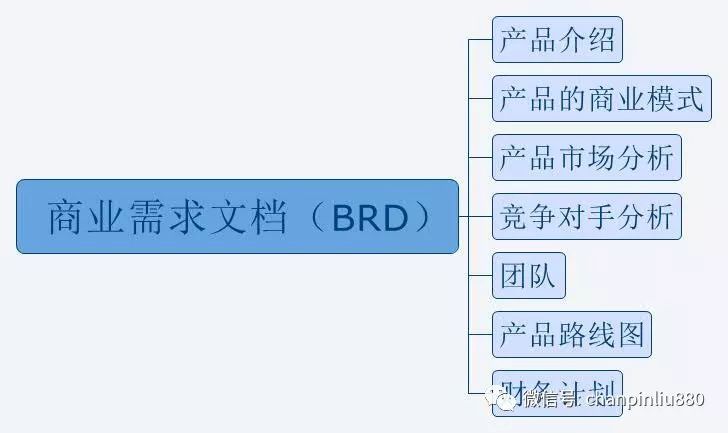 商业需求文档（BRD）
产品介绍
产品的商业模式
产品市场分析
竞争对手分析
团队
产品路线图
财务计划
微信号: chanpinliu880